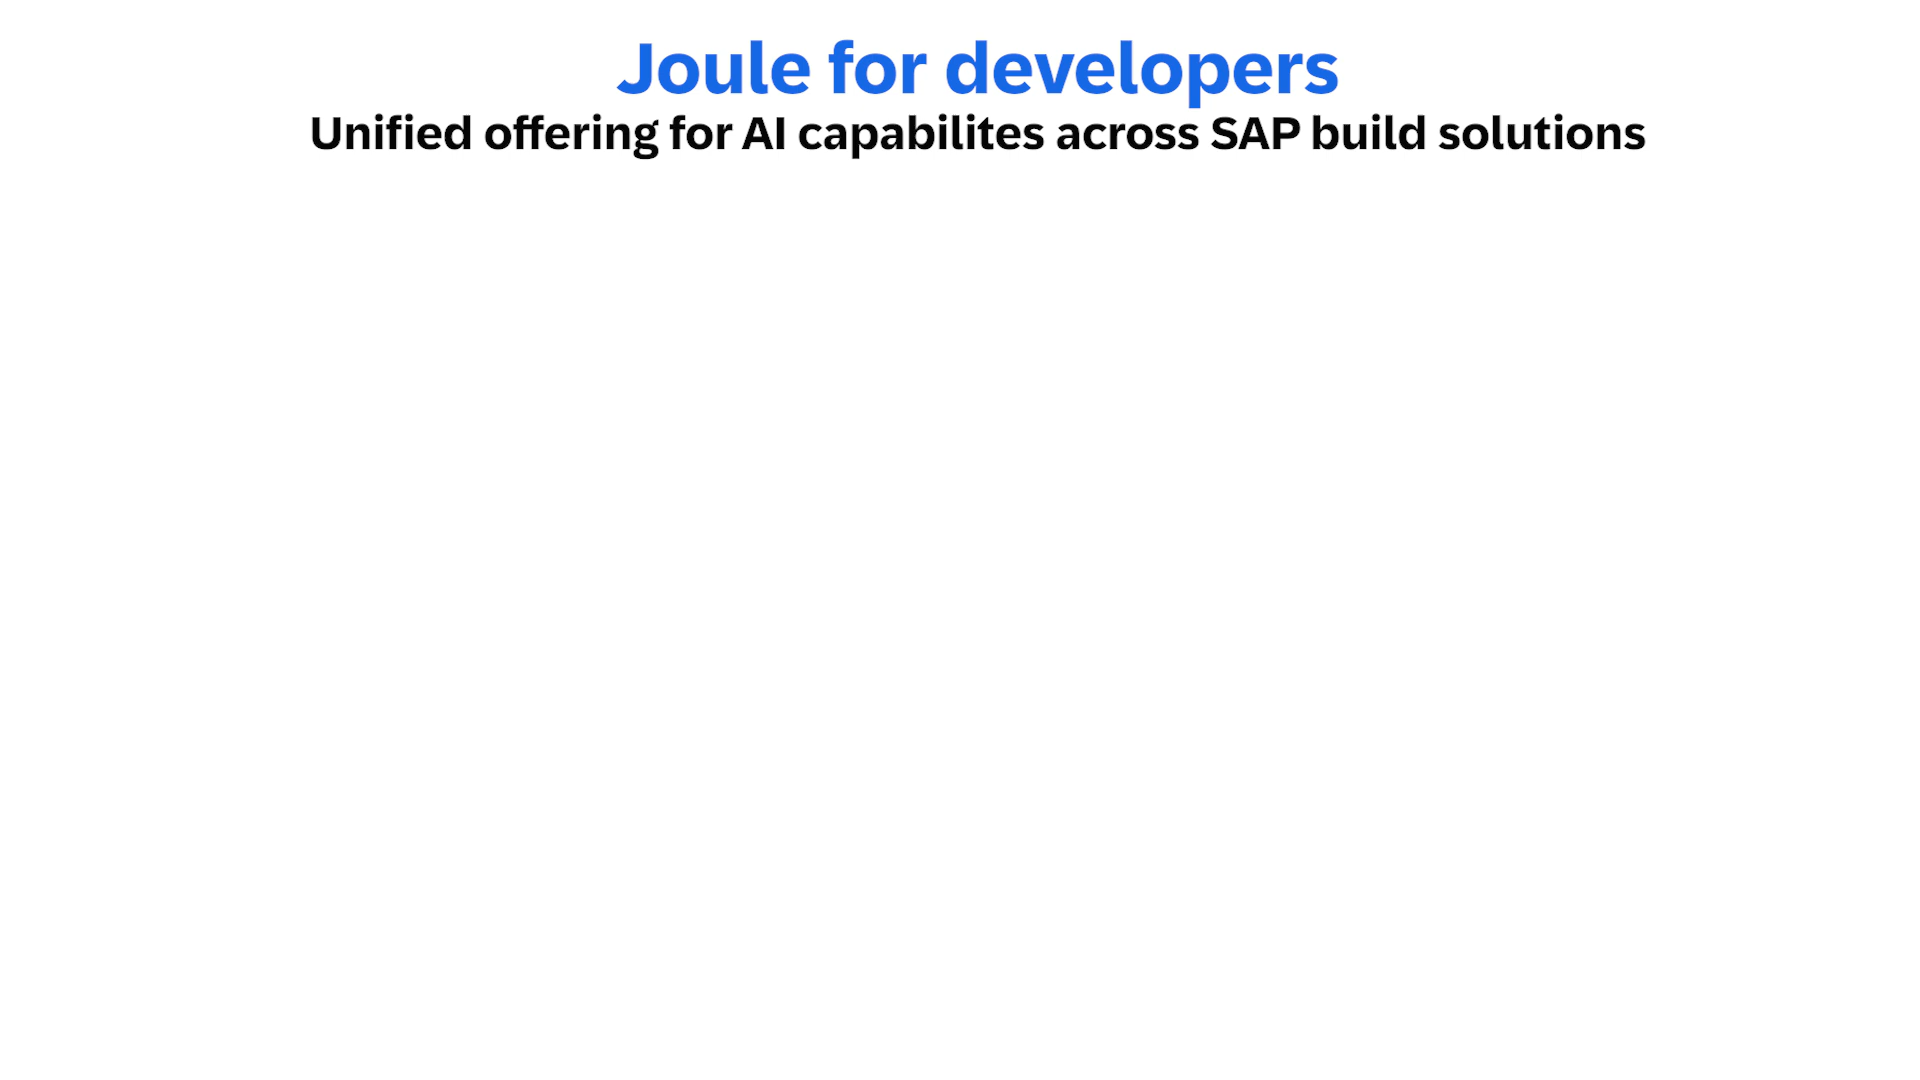 Joule for developers
Unified offering for AI capabilites across SAP build solutions